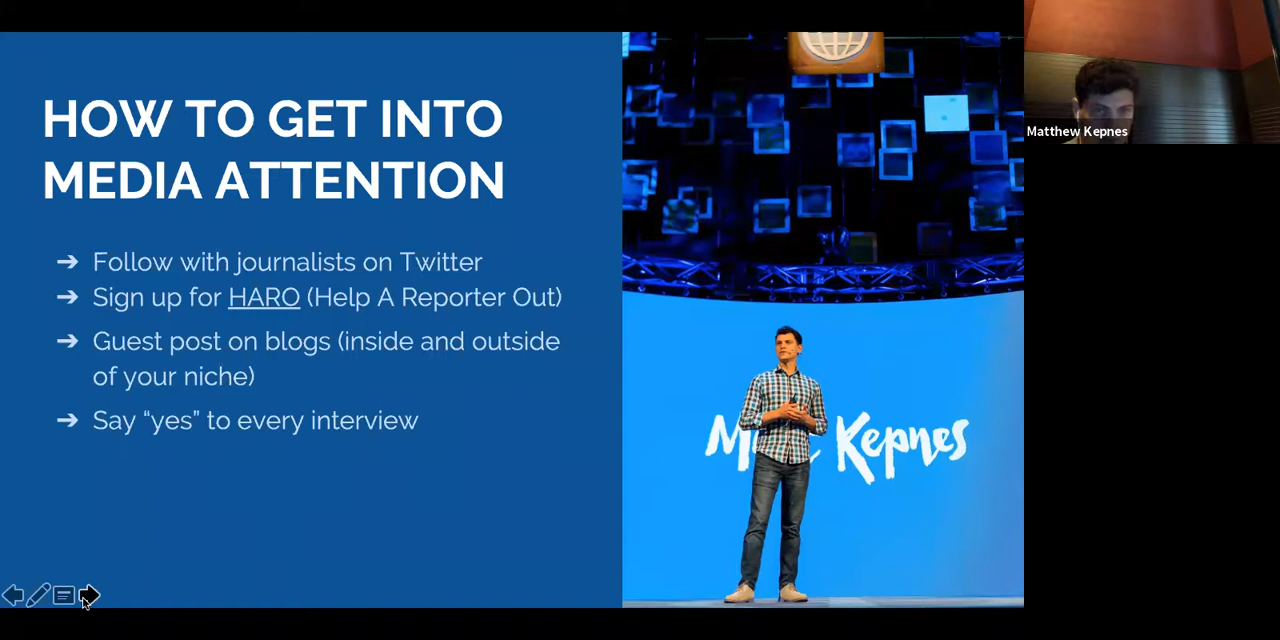 HOW TO GET INTO
MEDIA ATTENTION
➔ Follow with journalists on Twitter
➔ Sign up for HARO (Help A Reporter Out)
➔ Guest post on blogs (inside and outside
of your niche)
➔ Say “yes” to every interview
Kepnes
Matthew Kepnes